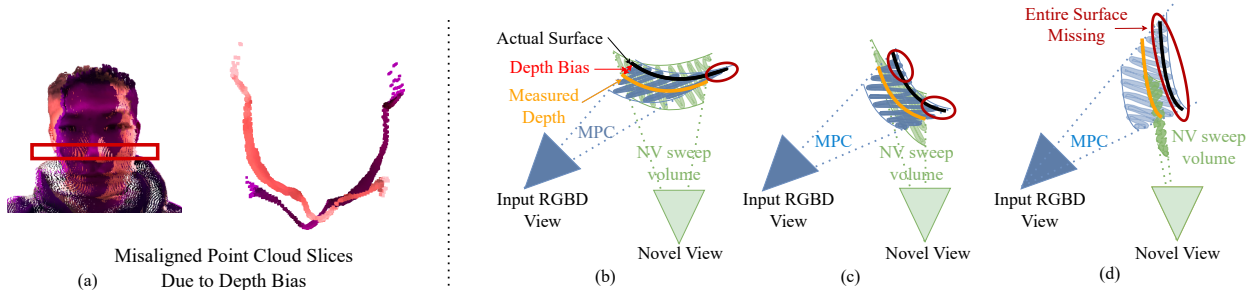 Misaligned Point Cloud Slices
Due to Depth Bias
(a)
Actual Surface
Depth Bias
Measured
Depth
MPC
NV sweep
volume
Input RGBD
View
Novel View
(b)
MPC
NV sweep
volume
Input RGBD
View
Novel View
(c)
Entire Surface
Missing
MPC
NV sweep
volume
Input RGBD
View
Novel View
(d)